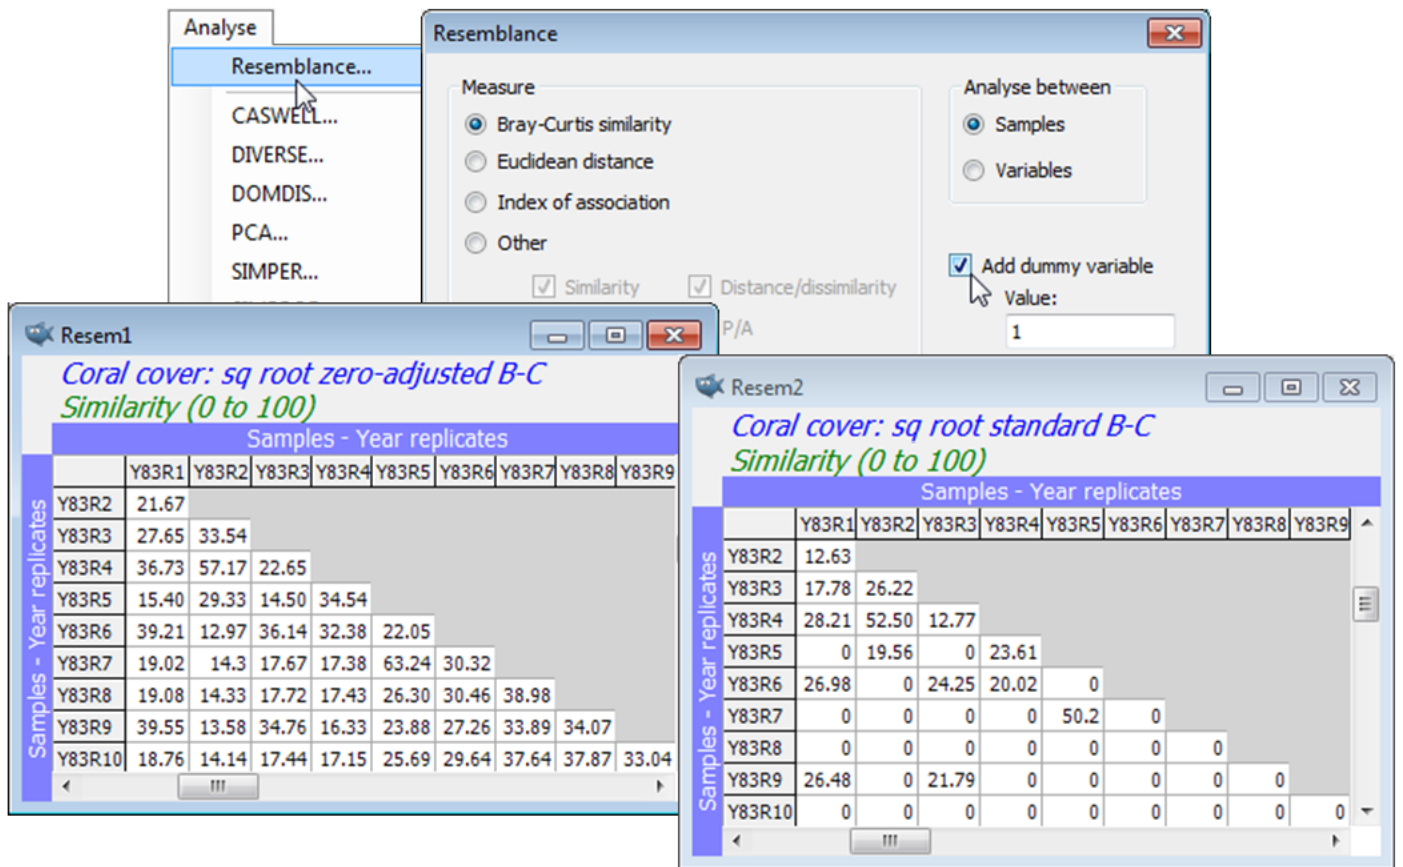 Analyse
Resemblance...
CASWELL...
DIVERSE...
DOMDIS...
PCA...
SIMPER...
Resemblance
Measure
Bray-Curtis similarity
Euclidean distance
Index of association
Other
Similarity
Distance/dissimilarity
P/A
Analyse between
Samples
Variables
Add dummy variable
Value:
1
Resem1
Coral cover: sq root zero-adjusted B-C
Similarity (0 to 100)
Samples - Year replicates
Samples - Year replicates
Y83R1 Y83R2 Y83R3 Y83R4 Y83R5 Y83R6 Y83R7 Y83R8 Y83R9
Y83R2 21.67
Y83R3 27.65 33.54
Y83R4 36.73 57.17 22.65
Y83R5 15.40 29.33 14.50 34.54
Y83R6 39.21 12.97 36.14 32.38 22.05
Y83R7 19.02 14.3 17.67 17.38 63.24 30.32
Y83R8 19.08 14.33 17.72 17.43 26.30 30.46 38.98
Y83R9 39.55 13.58 34.76 16.33 23.88 27.26 33.89 34.07
Y83R10 18.76 14.14 17.44 17.15 25.69 29.64 37.64 37.87 33.04
Resem2
Coral cover: sq root standard B-C
Similarity (0 to 100)
Samples - Year replicates
Samples - Year replicates
Y83R1 Y83R2 Y83R3 Y83R4 Y83R5 Y83R6 Y83R7 Y83R8 Y83R9
Y83R2 12.63
Y83R3 17.78 26.22
Y83R4 28.21 52.50 12.77
Y83R5 0 19.56 0 23.61
Y83R6 26.98 0 24.25 20.02 0
Y83R7 0 0 0 0 50.2 0
Y83R8 0 0 0 0 0 0 0
Y83R9 26.48 0 21.79 0 0 0 0 0
Y83R10 0 0 0 0 0 0 0 0 0